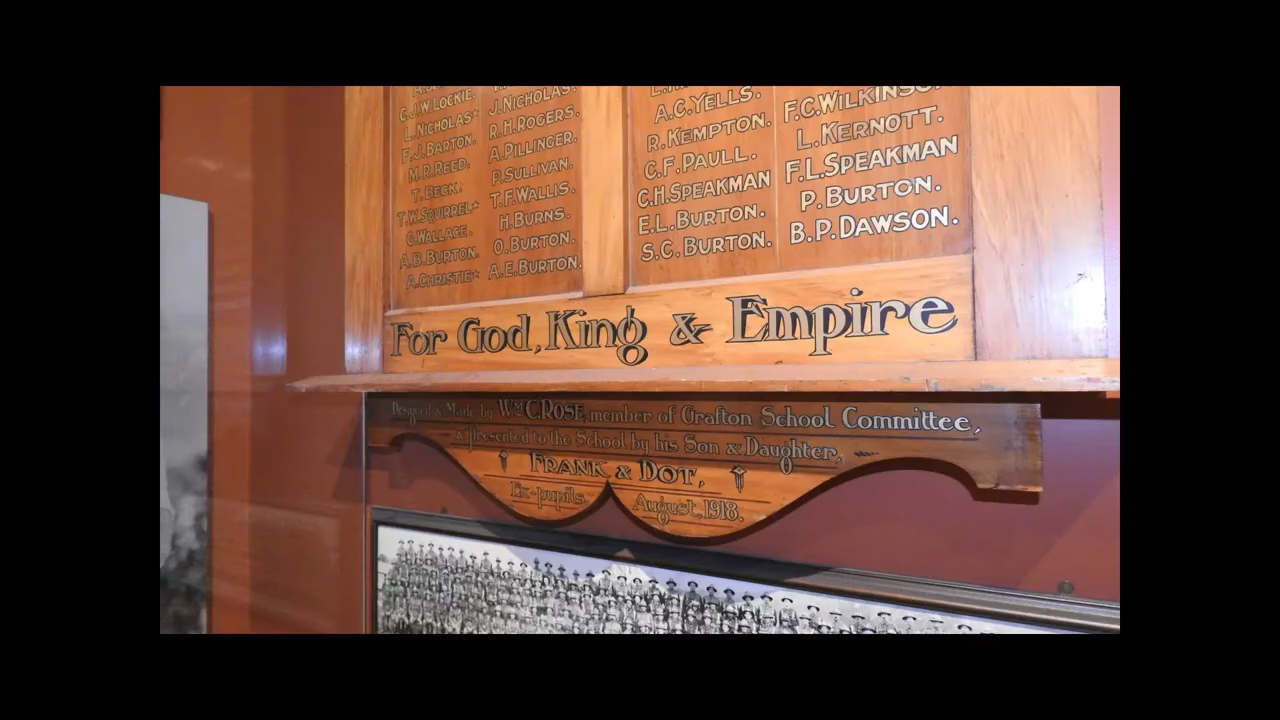 C.J.W.LOCKIE.
L.NICHOLAS*
F.J.BARTON.
M.R.REED.
T.BECK.
T.W.SQUIRREL*
C.WALLACE.
A.B.BURTON.
A.CHRISTIE*
J.NICHOLAS.
R.H.ROGERS.
A.PILLINGER.
P.SULLIVAN.
T.F.WALLIS.
H.BURNS.
O.BURTON.
A.E.BURTON.
A.C.YELLS.
R.KEMPTON.
C.F.PAULL.
C.H.SPEAKMAN
E.L.BURTON.
S.C.BURTON.
F.C.WILKINSO
L.KERNOTT.
F.L.SPEAKMAN
P.BURTON.
B.P.DAWSON.
For God, King & Empire
Designed & Made by Wm C.ROSE, member of Grafton School Committee,
& presented to the School by his Son & Daughter,
FRANK & DOT,
Ex-pupils. August, 1918.